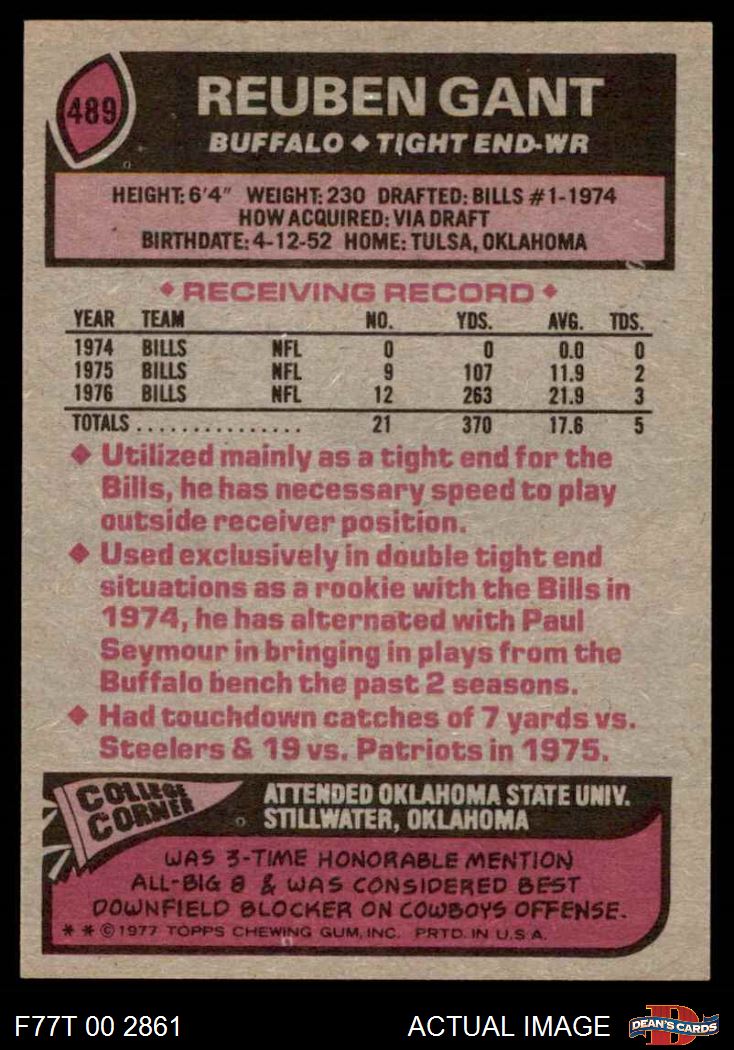 489
REUBEN GANT
BUFFALO ◆ TIGHT END-WR
HEIGHT: 6'4" WEIGHT: 230 DRAFTED: BILLS #1-1974
HOW ACQUIRED: VIA DRAFT
BIRTHDATE: 4-12-52 HOME: TULSA, OKLAHOMA
◆ RECEIVING RECORD ◆
YEAR TEAM NO. YDS. AVG. TDS.
1974 BILLS NFL 0 0 0.0 0
1975 BILLS NFL 9 107 11.9 2
1976 BILLS NFL 12 263 21.9 3
TOTALS............... 21 370 17.6 5
◆ Utilized mainly as a tight end for the
Bills, he has necessary speed to play
outside receiver position.
◆ Used exclusively in double tight end
situations as a rookie with the Bills in
1974, he has alternated with Paul
Seymour in bringing in plays from the
Buffalo bench the past 2 seasons.
◆ Had touchdown catches of 7 yards vs.
Steelers & 19 vs. Patriots in 1975.
COLLEGE
CORNER
ATTENDED OKLAHOMA STATE UNIV.
STILLWATER, OKLAHOMA
WAS 3-TIME HONORABLE MENTION
ALL-BIG 8 & WAS CONSIDERED BEST
DOWNFIELD BLOCKER ON COWBOYS OFFENSE.
* * © 1977 TOPPS CHEWING GUM, INC. PRTD. IN U.S.A.
F77T 00 2861 ACTUAL IMAGE
D
DEAN'S CARDS